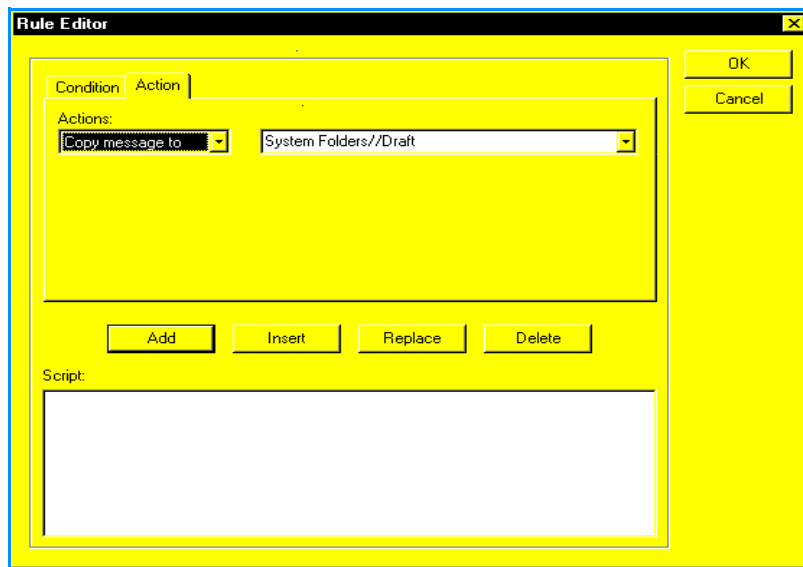 Rule Editor
OK
Cancel
Condition Action
Actions:
Copy message to System Folders//Draft
Add Insert Replace Delete
Script: